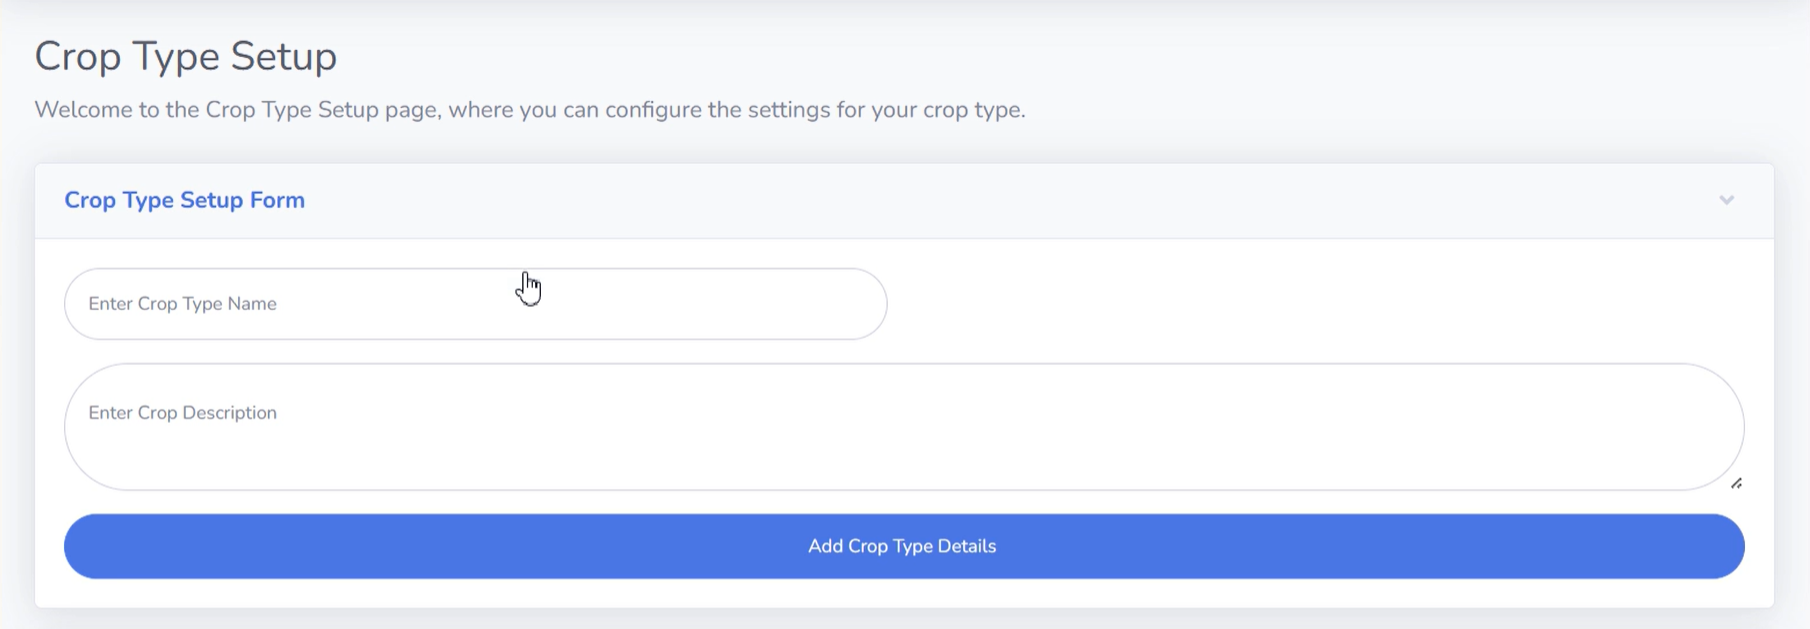 Crop Type Setup
Welcome to the Crop Type Setup page, where you can configure the settings for your crop type.
Crop Type Setup Form
Enter Crop Type Name
Enter Crop Description
Add Crop Type Details